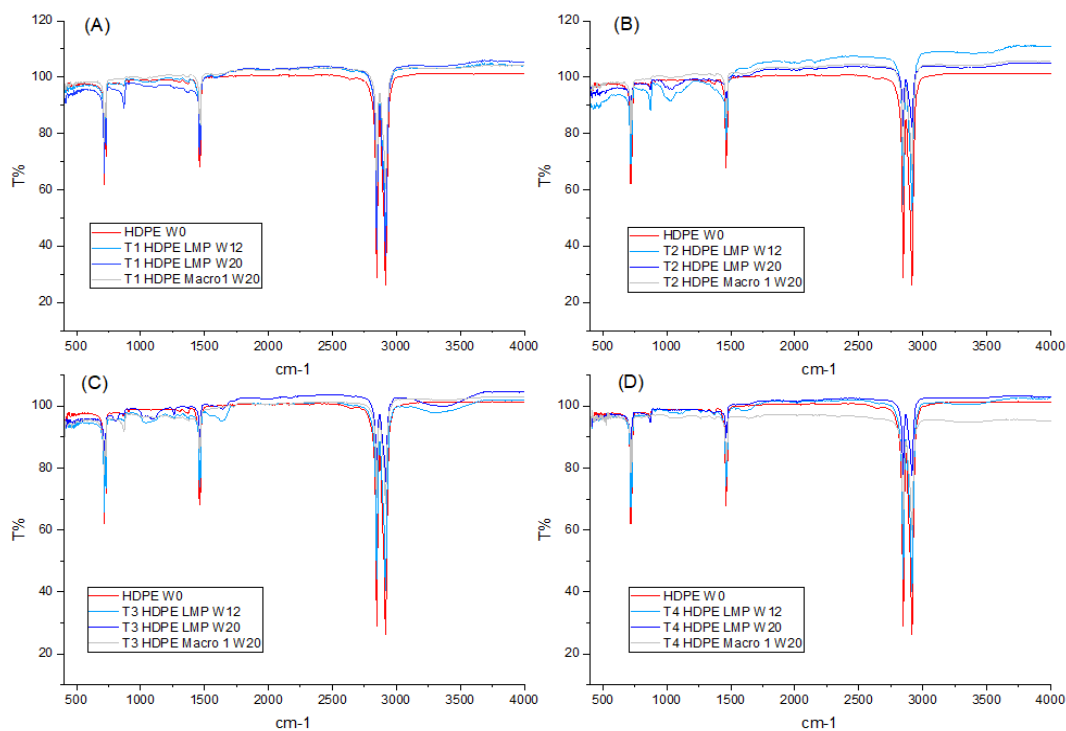 (A)
120
100
80
60
40
20
T%
HDPE W0
T1 HDPE LMP W12
T1 HDPE LMP W20
T1 HDPE Macro1 W20
500 1000 1500 2000 2500 3000 3500 4000
cm-1
(B)
120
100
80
60
40
20
T%
HDPE W0
T2 HDPE LMP W12
T2 HDPE LMP W20
T2 HDPE Macro 1 W20
500 1000 1500 2000 2500 3000 3500 4000
cm-1
(C)
100
80
60
40
20
T%
HDPE W0
T3 HDPE LMP W12
T3 HDPE LMP W20
T3 HDPE Macro 1 W20
500 1000 1500 2000 2500 3000 3500 4000
cm-1
(D)
100
80
60
40
20
T%
HDPE W0
T4 HDPE LMP W12
T4 HDPE LMP W20
T4 HDPE Macro 1 W20
500 1000 1500 2000 2500 3000 3500 4000
cm-1